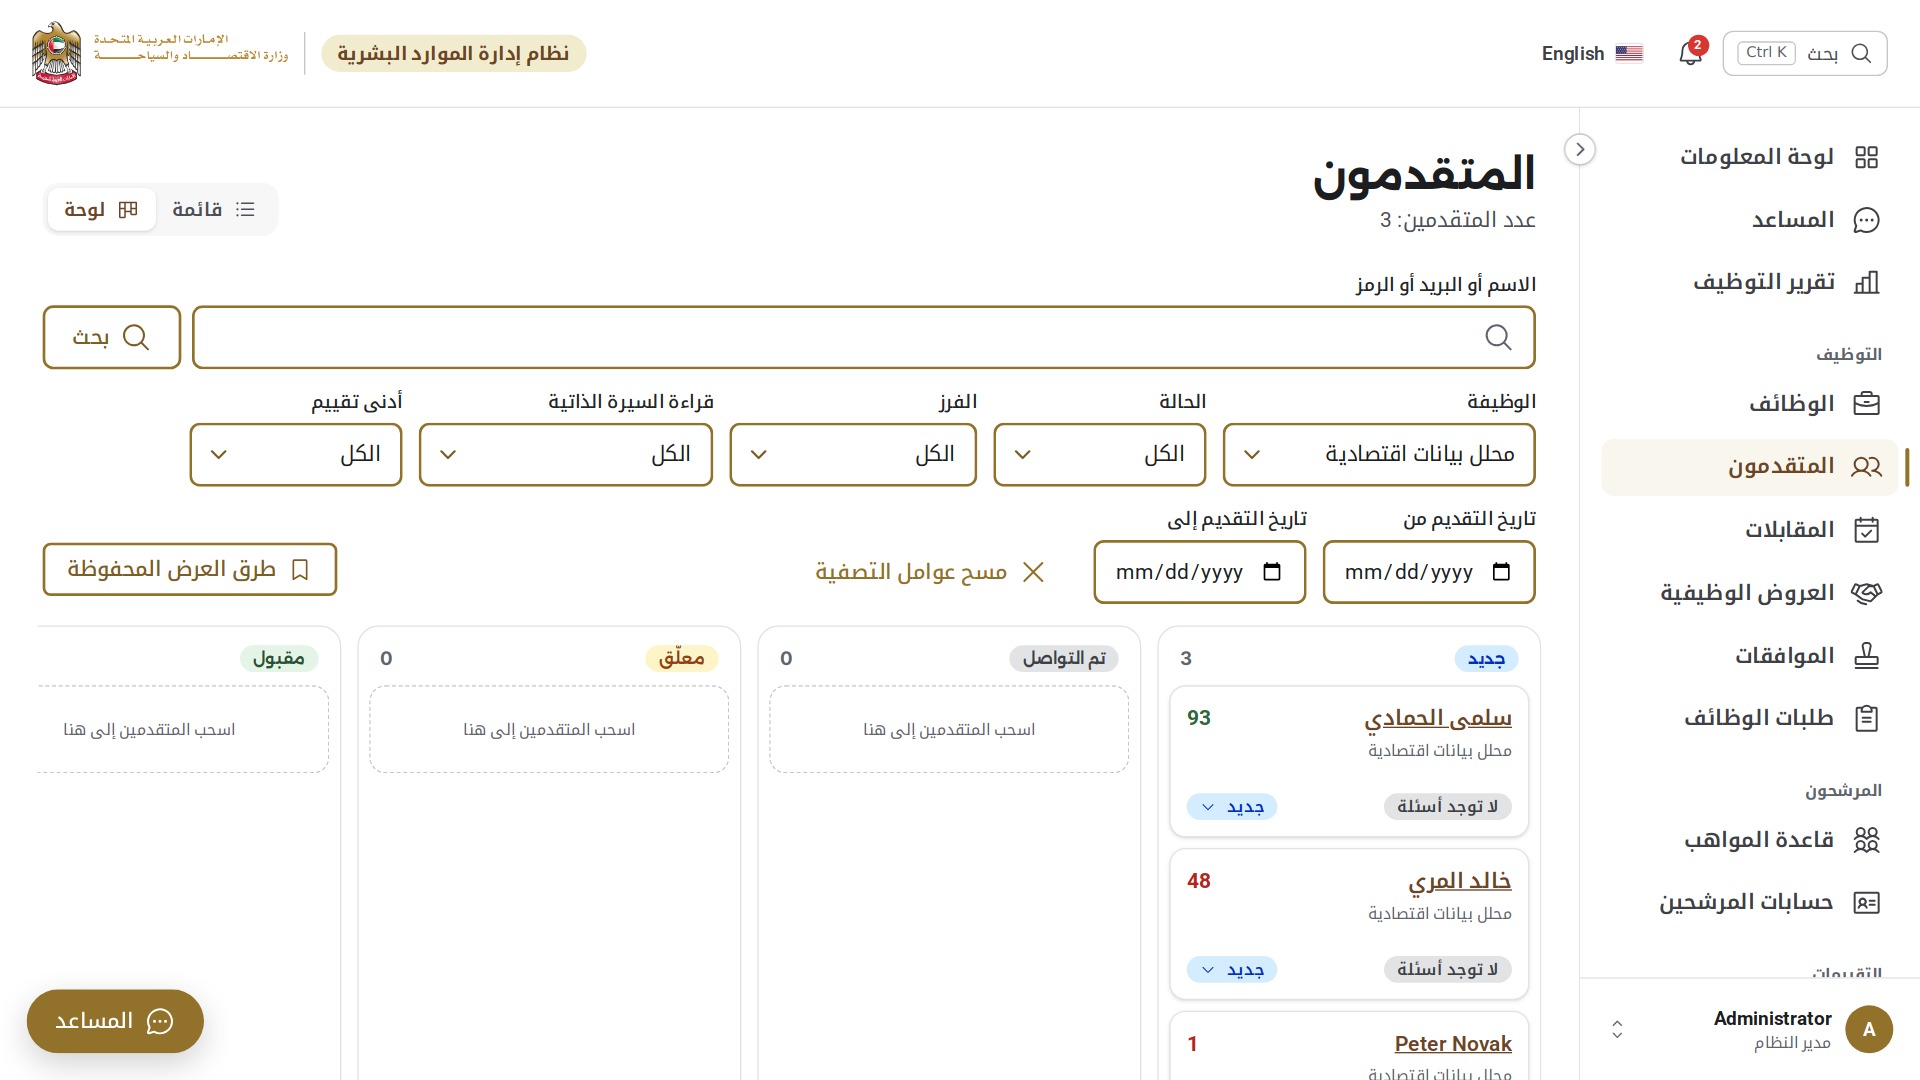 الإمارات العربية المتحدة
وزارة الاقتصاد والسياحة
نظام إدارة الموارد البشرية
English
2
بحث
Ctrl K
لوحة المعلومات
المساعد
تقرير التوظيف
التوظيف
الوظائف
المتقدمون
المقابلات
العروض الوظيفية
الموافقات
طلبات الوظائف
المرشحون
قاعدة المواهب
حسابات المرشحين
التقييمات
Administrator
مدير النظام
A
المتقدمون
عدد المتقدمين: 3
قائمة
لوحة
الاسم أو البريد أو الرمز
بحث
الوظيفة
الحالة
الفرز
قراءة السيرة الذاتية
أدنى تقييم
محلل بيانات اقتصادية
الكل
الكل
الكل
الكل
تاريخ التقديم من
تاريخ التقديم إلى
mm/dd/yyyy
mm/dd/yyyy
مسح عوامل التصفية
طرق العرض المحفوظة
جديد
3
سلمى الحمادي
93
محلل بيانات اقتصادية
لا توجد أسئلة
جديد
خالد المري
48
محلل بيانات اقتصادية
لا توجد أسئلة
جديد
Peter Novak
1
محلل بيانات اقتصادية
تم التواصل
0
اسحب المتقدمين إلى هنا
معلّق
0
اسحب المتقدمين إلى هنا
مقبول
اسحب المتقدمين إلى هنا
المساعد